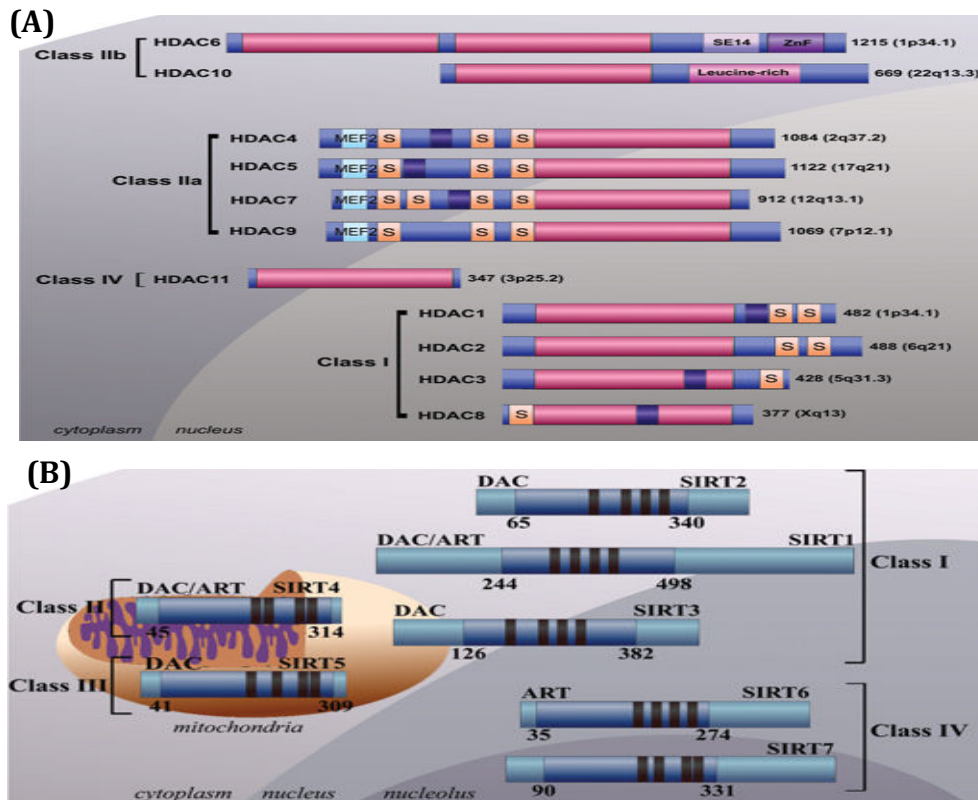 (A)
Class IIb
HDAC6 SE14 ZnF 1215 (1p34.1)
HDAC10 Leucine-rich 669 (22q13.3)
Class IIa
HDAC4 MEF2 S S S 1084 (2q37.2)
HDAC5 MEF2 S S S 1122 (17q21)
HDAC7 MEF2 S S S S 912 (12q13.1)
HDAC9 MEF2 S S S 1069 (7p12.1)
Class IV HDAC11 347 (3p25.2)
Class I
HDAC1 S S 482 (1p34.1)
HDAC2 S S 488 (6q21)
HDAC3 S 428 (5q31.3)
HDAC8 S 377 (Xq13)
cytoplasm nucleus
(B)
DAC SIRT2
65 340
DAC/ART SIRT1
244 498
Class I
DAC/ART SIRT4
Class II
45 314
DAC SIRT3
126 382
DAC SIRT5
Class III
41 309
mitochondria
ART SIRT6
35 274
Class IV
SIRT7
90 331
cytoplasm nucleus nucleolus